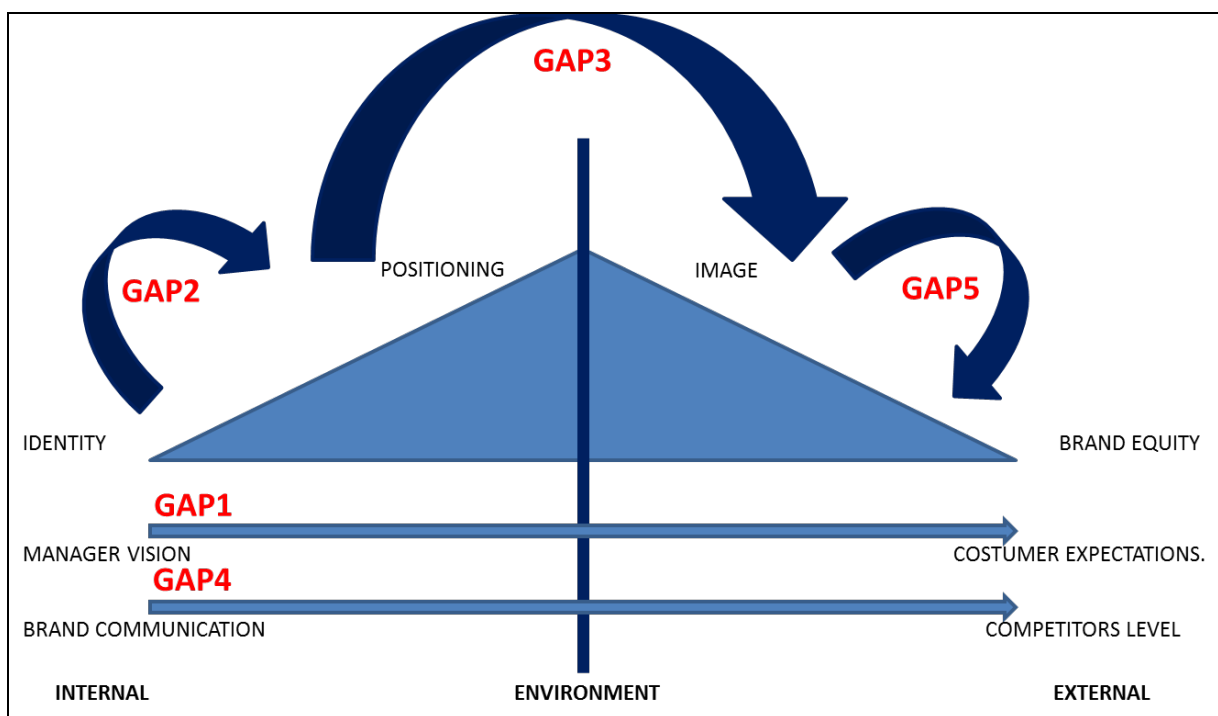 GAP3
POSITIONING
IMAGE
GAP2
GAP5
IDENTITY
BRAND EQUITY
GAP1
MANAGER VISION
COSTUMER EXPECTATIONS.
GAP4
BRAND COMMUNICATION
COMPETITORS LEVEL
INTERNAL
ENVIRONMENT
EXTERNAL